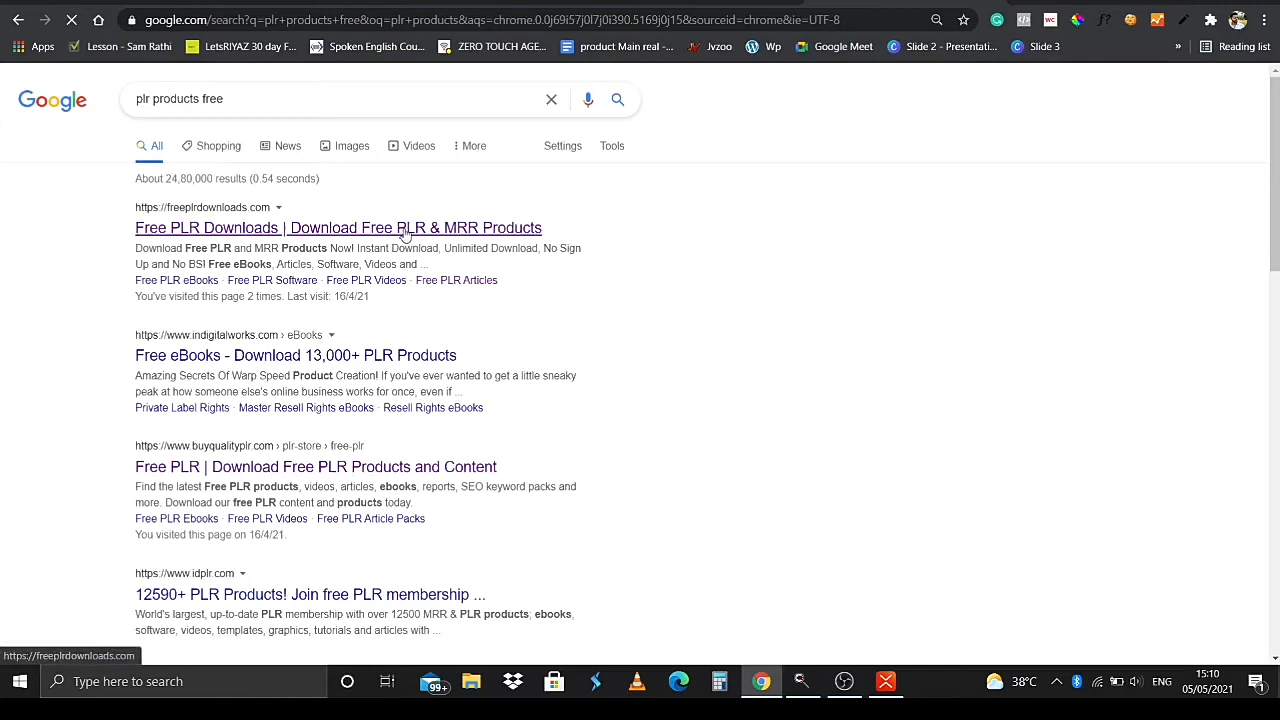 google.com/search?q=plr+products+free&oq=plr+products&aqs=chrome.0.0j69i57j0l7j0i390.5169j0j15&sourceid=chrome&ie=UTF-8
Apps Lesson - Sam Rathi LetsRIYAZ 30 day F... Spoken English Cou... ZERO TOUCH AGE... product Main real -... Jvzoo Wp Google Meet Slide 2 - Presentati... Slide 3 » Reading list
Google plr products free
All Shopping News Images Videos More Settings Tools
About 24,80,000 results (0.54 seconds)
https://freeplrdownloads.com
Free PLR Downloads | Download Free PLR & MRR Products
Download Free PLR and MRR Products Now! Instant Download, Unlimited Download, No Sign
Up and No BS! Free eBooks, Articles, Software, Videos and ...
Free PLR eBooks · Free PLR Software · Free PLR Videos · Free PLR Articles
You've visited this page 2 times. Last visit: 16/4/21
https://www.indigitalworks.com › eBooks
Free eBooks - Download 13,000+ PLR Products
Amazing Secrets Of Warp Speed Product Creation! If you've ever wanted to get a little sneaky
peak at how someone else's online business works for once, even if ...
Private Label Rights · Master Resell Rights eBooks · Resell Rights eBooks
https://www.buyqualityplr.com › plr-store › free-plr
Free PLR | Download Free PLR Products and Content
Find the latest Free PLR products, videos, articles, ebooks, reports, SEO keyword packs and
more. Download our free PLR content and products today.
Free PLR Ebooks · Free PLR Videos · Free PLR Article Packs
You visited this page on 16/4/21.
https://www.idplr.com
12590+ PLR Products! Join free PLR membership ...
World's largest, up-to-date PLR membership with over 12500 MRR & PLR products; ebooks,
software, videos, templates, graphics, tutorials and articles with ...
https://freeplrdownloads.com
Type here to search 99+ 38°C ENG 15:10
05/05/2021 1